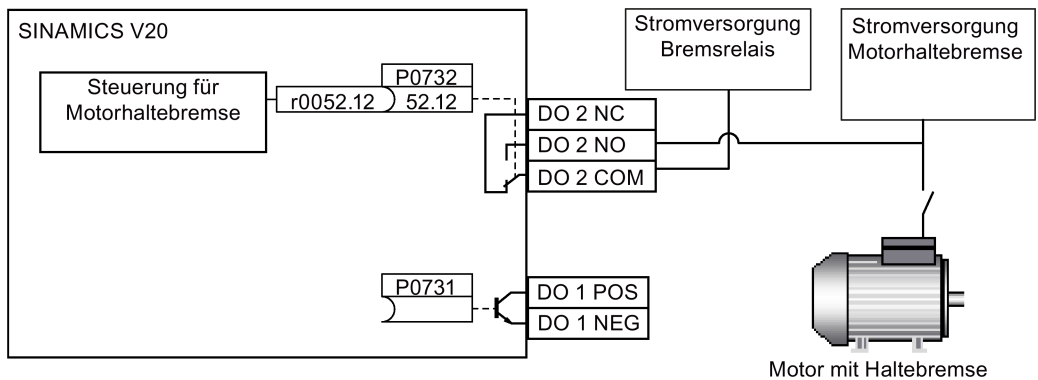 SINAMICS V20
Stromversorgung
Bremsrelais
Stromversorgung
Motorhaltebremse
Steuerung für
Motorhaltebremse
P0732
r0052.12
52.12
DO 2 NC
DO 2 NO
DO 2 COM
P0731
DO 1 POS
DO 1 NEG
Motor mit Haltebremse